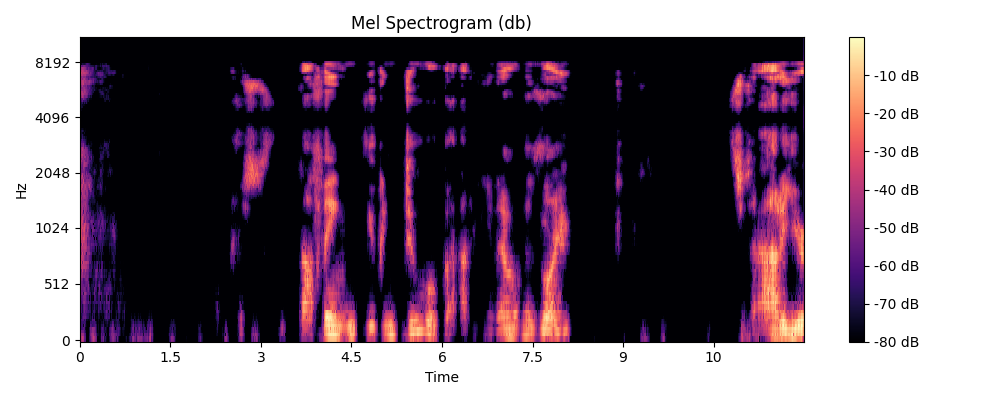 Mel Spectrogram (db)
8192
4096
2048
1024
512
0
Hz
0 1.5 3 4.5 6 7.5 9 10
Time
-10 dB
-20 dB
-30 dB
-40 dB
-50 dB
-60 dB
-70 dB
-80 dB